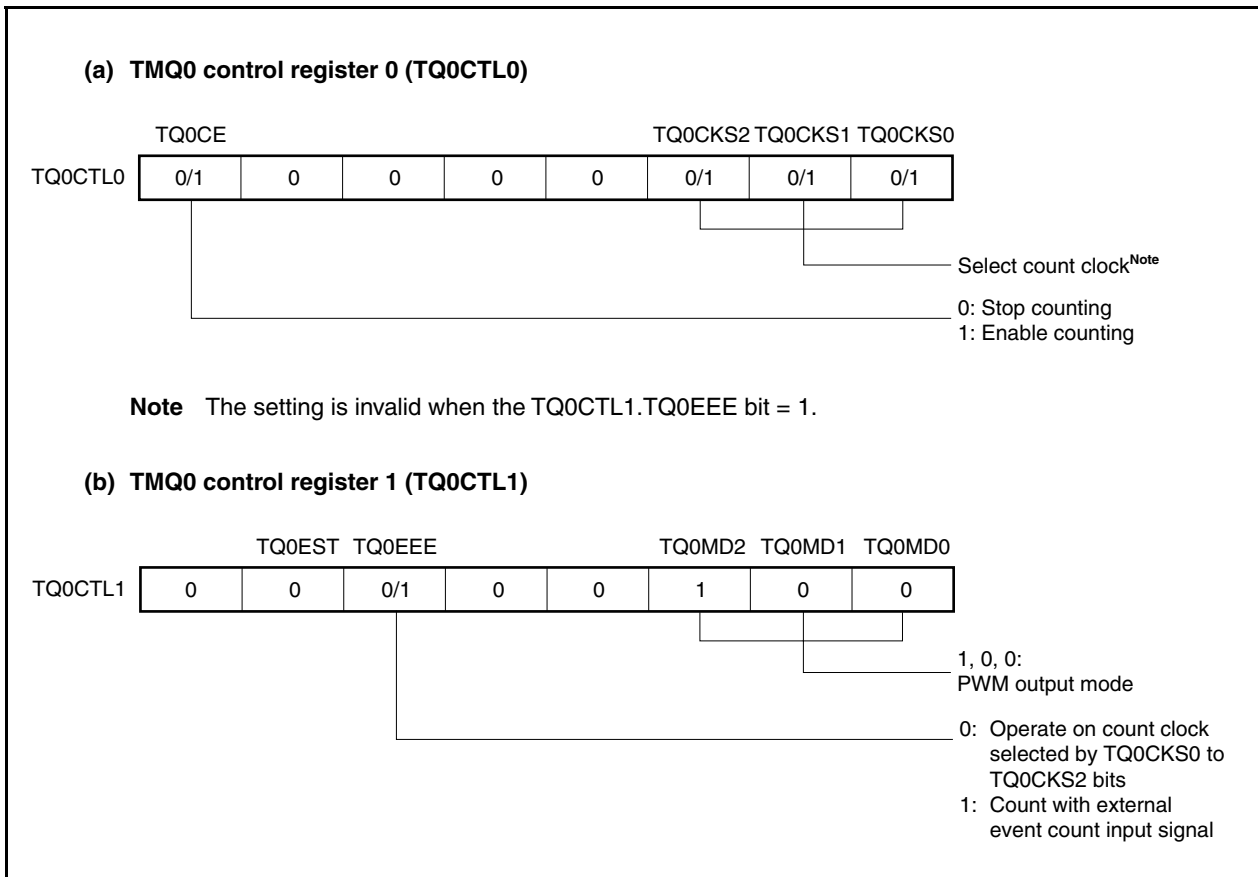 (a) TMQ0 control register 0 (TQ0CTL0)
TQ0CE TQ0CKS2 TQ0CKS1 TQ0CKS0
TQ0CTL0 0/1 0 0 0 0 0/1 0/1 0/1
Select count clockNote
0: Stop counting
1: Enable counting
Note The setting is invalid when the TQ0CTL1.TQ0EEE bit = 1.
(b) TMQ0 control register 1 (TQ0CTL1)
TQ0EST TQ0EEE TQ0MD2 TQ0MD1 TQ0MD0
TQ0CTL1 0 0 0/1 0 0 1 0 0
1, 0, 0:
PWM output mode
0: Operate on count clock
selected by TQ0CKS0 to
TQ0CKS2 bits
1: Count with external
event count input signal